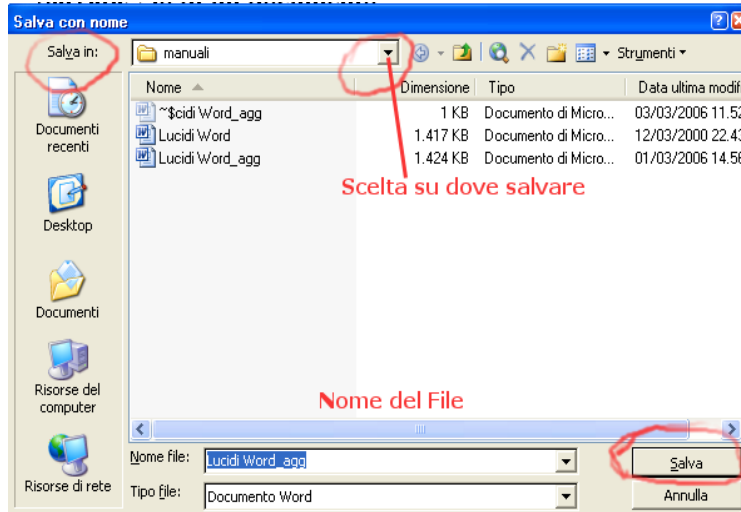 Salva con nome
Salva in:
manuali
Strumenti
Nome
Dimensione
Tipo
Data ultima modif
~$cidi Word_agg
1 KB
Documento di Micro...
03/03/2006 11.52
Lucidi Word
1.417 KB
Documento di Micro...
12/03/2000 22.43
Lucidi Word_agg
1.424 KB
Documento di Micro...
01/03/2006 14.56
Documenti
recenti
Scelta su dove salvare
Desktop
Documenti
Risorse del
computer
Nome del File
Nome file:
Lucidi Word_agg
Salva
Risorse di rete
Tipo file:
Documento Word
Annulla